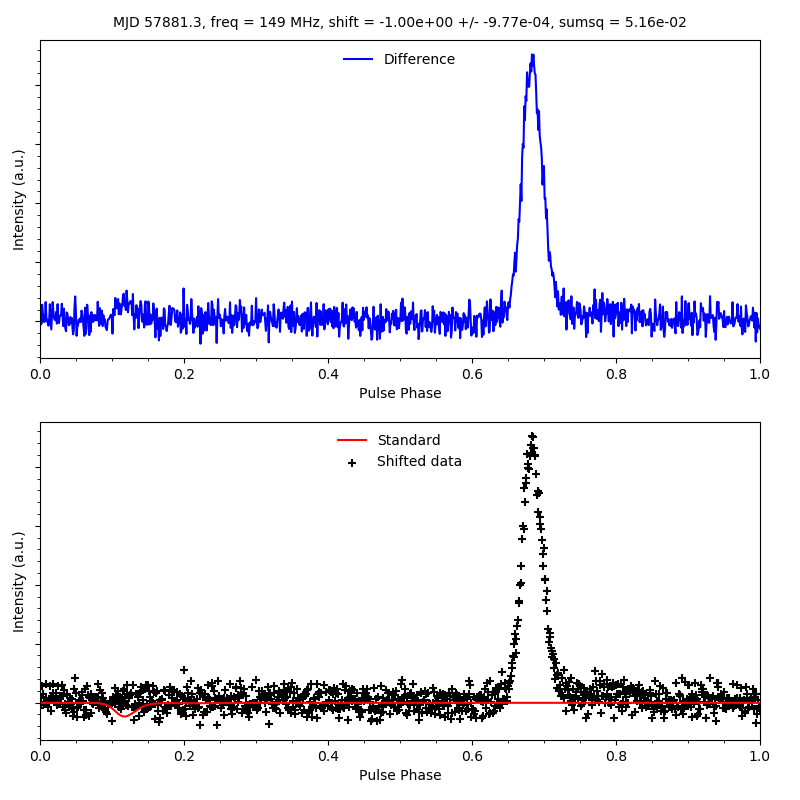 MJD 57881.3, freq = 149 MHz, shift = -1.00e+00 +/- -9.77e-04, sumsq = 5.16e-02
Difference
Intensity (a.u.)
0.0 0.2 0.4 0.6 0.8 1.0
Pulse Phase
Standard
Shifted data
Intensity (a.u.)
0.0 0.2 0.4 0.6 0.8 1.0
Pulse Phase